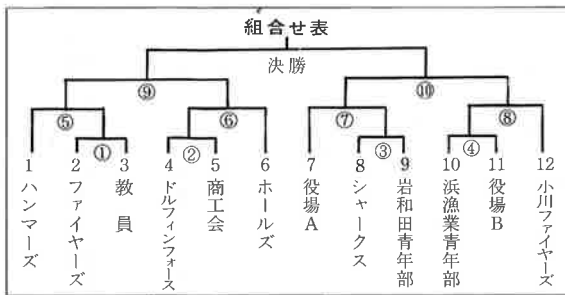 組合せ表
決勝
⑨
⑩
⑤
⑥
⑦
⑧
①
②
③
④
1 ハンマーズ
2 ファイヤーズ
3 教員
4 ドルフィンフォース
5 商工会
6 ホールズ
7 役場A
8 シャークス
9 岩和田青年部
10 浜漁業青年部
11 役場B
12 小川ファイヤーズ